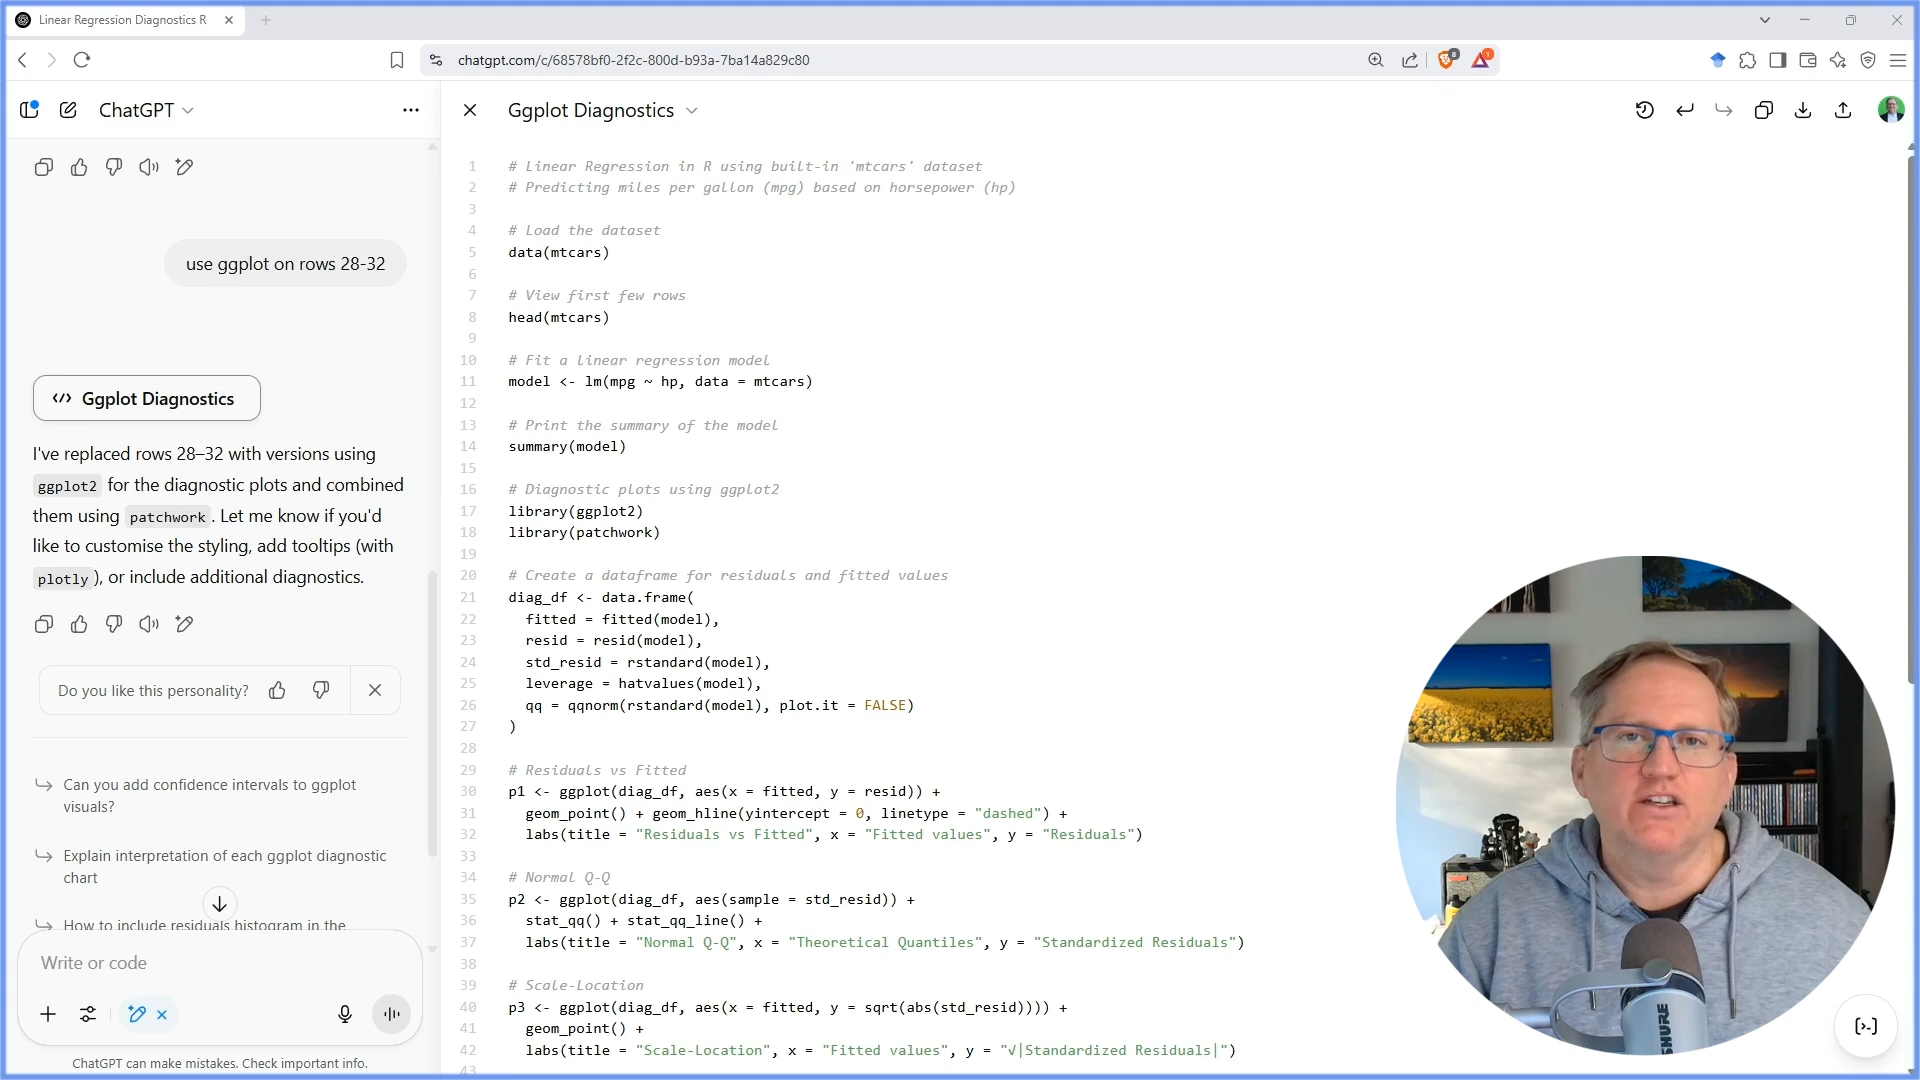 Linear Regression Diagnostics R
chatgpt.com/c/68578bf0-2f2c-800d-b93a-7ba14a829c80
8
1
ChatGPT
use ggplot on rows 28-32
Ggplot Diagnostics
I've replaced rows 28–32 with versions using
ggplot2 for the diagnostic plots and combined
them using patchwork. Let me know if you'd
like to customise the styling, add tooltips (with
plotly), or include additional diagnostics.
Do you like this personality?
Can you add confidence intervals to ggplot
visuals?
Explain interpretation of each ggplot diagnostic
chart
How to include residuals histogram in the
Write or code
ChatGPT can make mistakes. Check important info.
Ggplot Diagnostics
1 # Linear Regression in R using built-in 'mtcars' dataset
2 # Predicting miles per gallon (mpg) based on horsepower (hp)
3
4 # Load the dataset
5 data(mtcars)
6
7 # View first few rows
8 head(mtcars)
9
10 # Fit a linear regression model
11 model <- lm(mpg ~ hp, data = mtcars)
12
13 # Print the summary of the model
14 summary(model)
15
16 # Diagnostic plots using ggplot2
17 library(ggplot2)
18 library(patchwork)
19
20 # Create a dataframe for residuals and fitted values
21 diag_df <- data.frame(
22 fitted = fitted(model),
23 resid = resid(model),
24 std_resid = rstandard(model),
25 leverage = hatvalues(model),
26 qq = qqnorm(rstandard(model), plot.it = FALSE)
27 )
28
29 # Residuals vs Fitted
30 p1 <- ggplot(diag_df, aes(x = fitted, y = resid)) +
31 geom_point() + geom_hline(yintercept = 0, linetype = "dashed") +
32 labs(title = "Residuals vs Fitted", x = "Fitted values", y = "Residuals")
33
34 # Normal Q-Q
35 p2 <- ggplot(diag_df, aes(sample = std_resid)) +
36 stat_qq() + stat_qq_line() +
37 labs(title = "Normal Q-Q", x = "Theoretical Quantiles", y = "Standardized Residuals")
38
39 # Scale-Location
40 p3 <- ggplot(diag_df, aes(x = fitted, y = sqrt(abs(std_resid)))) +
41 geom_point() +
42 labs(title = "Scale-Location", x = "Fitted values", y = "√|Standardized Residuals|")
43
SHURE